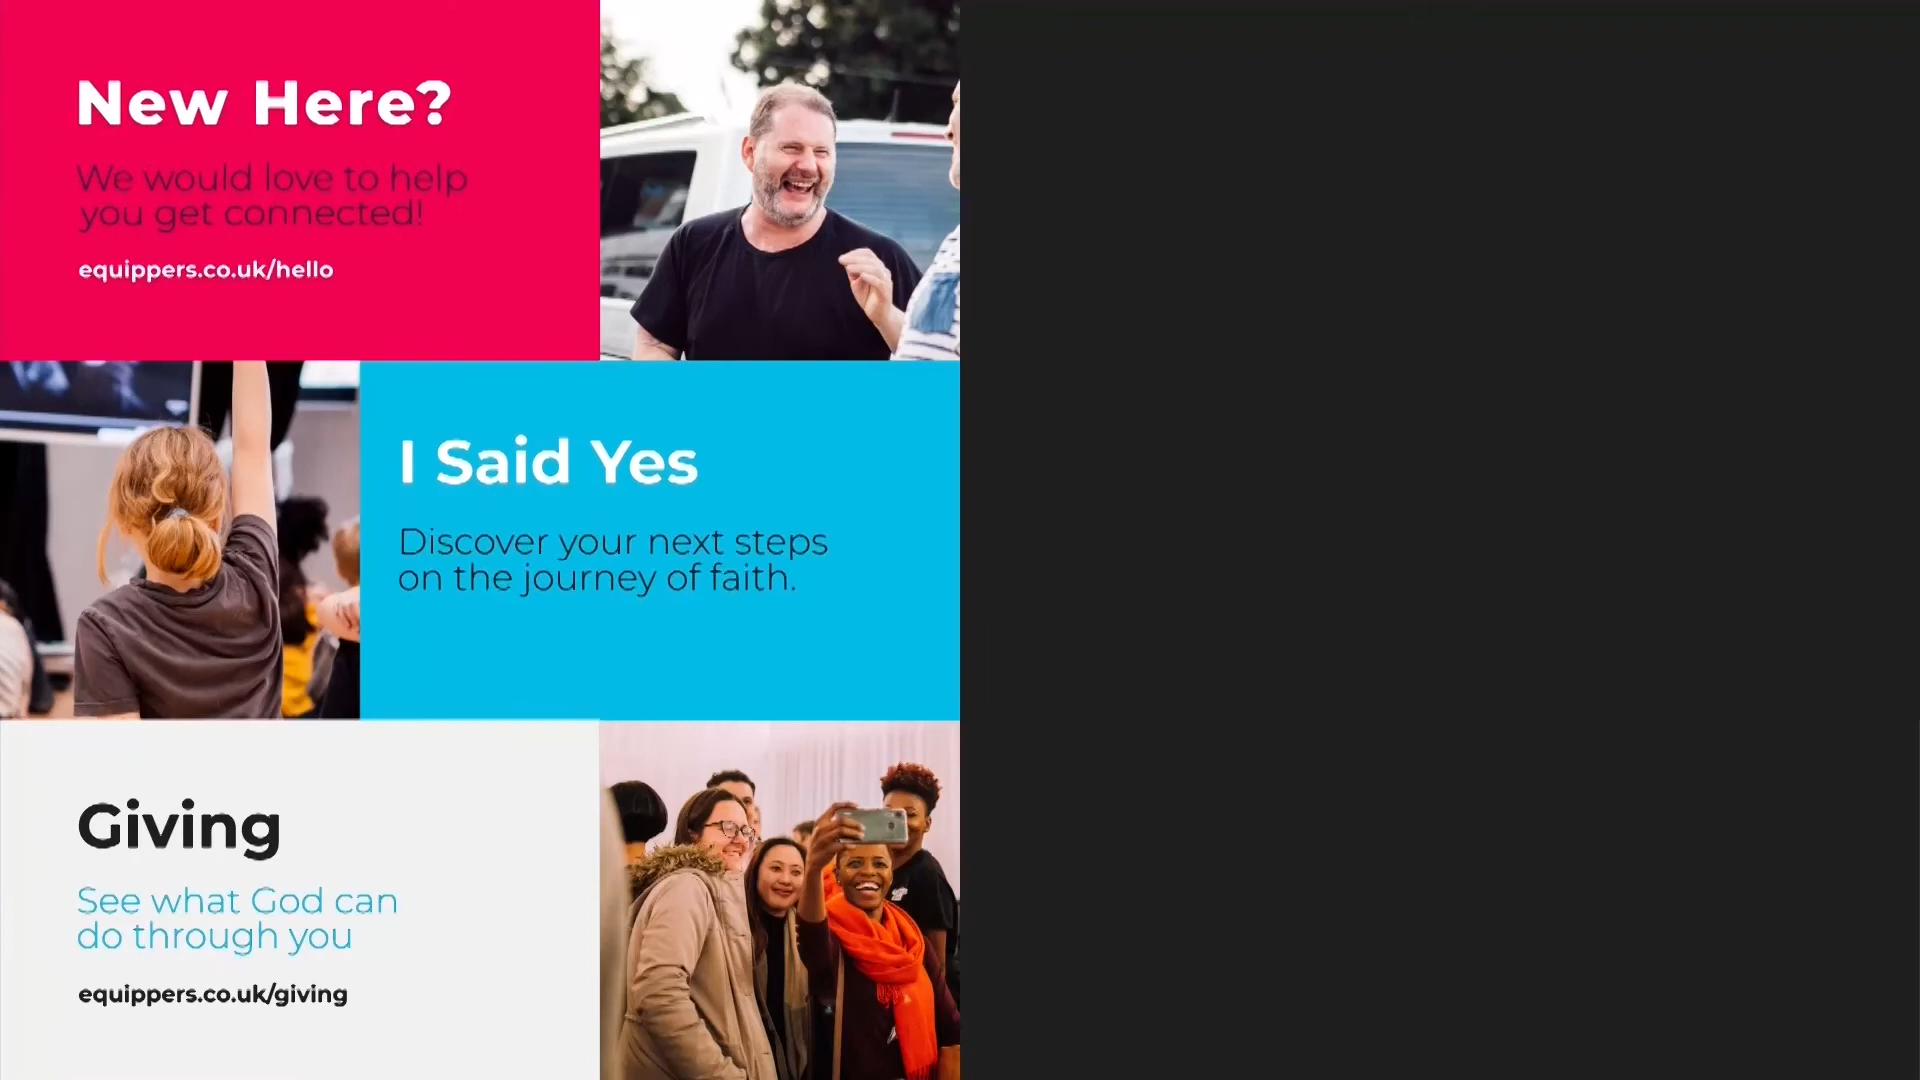 New Here?
We would love to help
you get connected!
equippers.co.uk/hello
I Said Yes
Discover your next steps
on the journey of faith.
Giving
See what God can
do through you
equippers.co.uk/giving